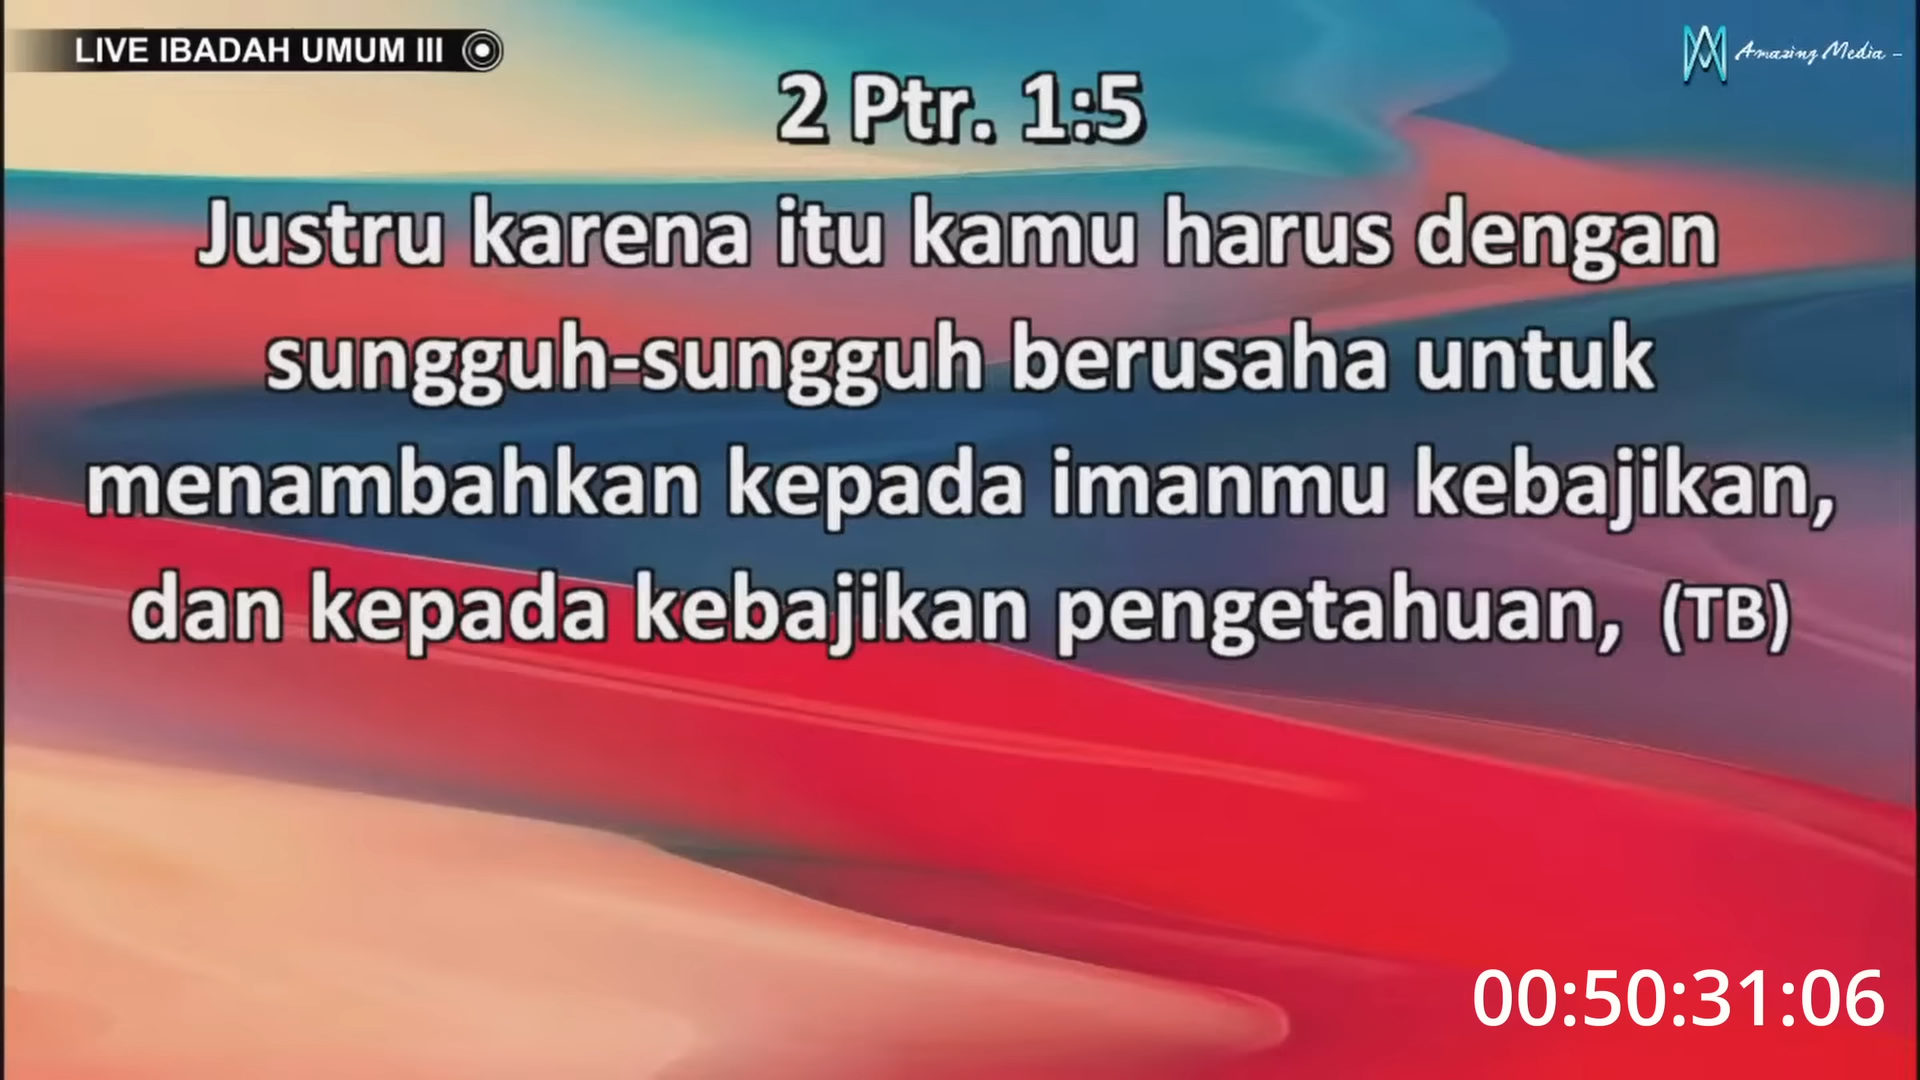 LIVE IBADAH UMUM III
Amazing Media -
2 Ptr. 1:5
Justru karena itu kamu harus dengan
sungguh-sungguh berusaha untuk
menambahkan kepada imanmu kebajikan,
dan kepada kebajikan pengetahuan, (TB)
00:50:31:06